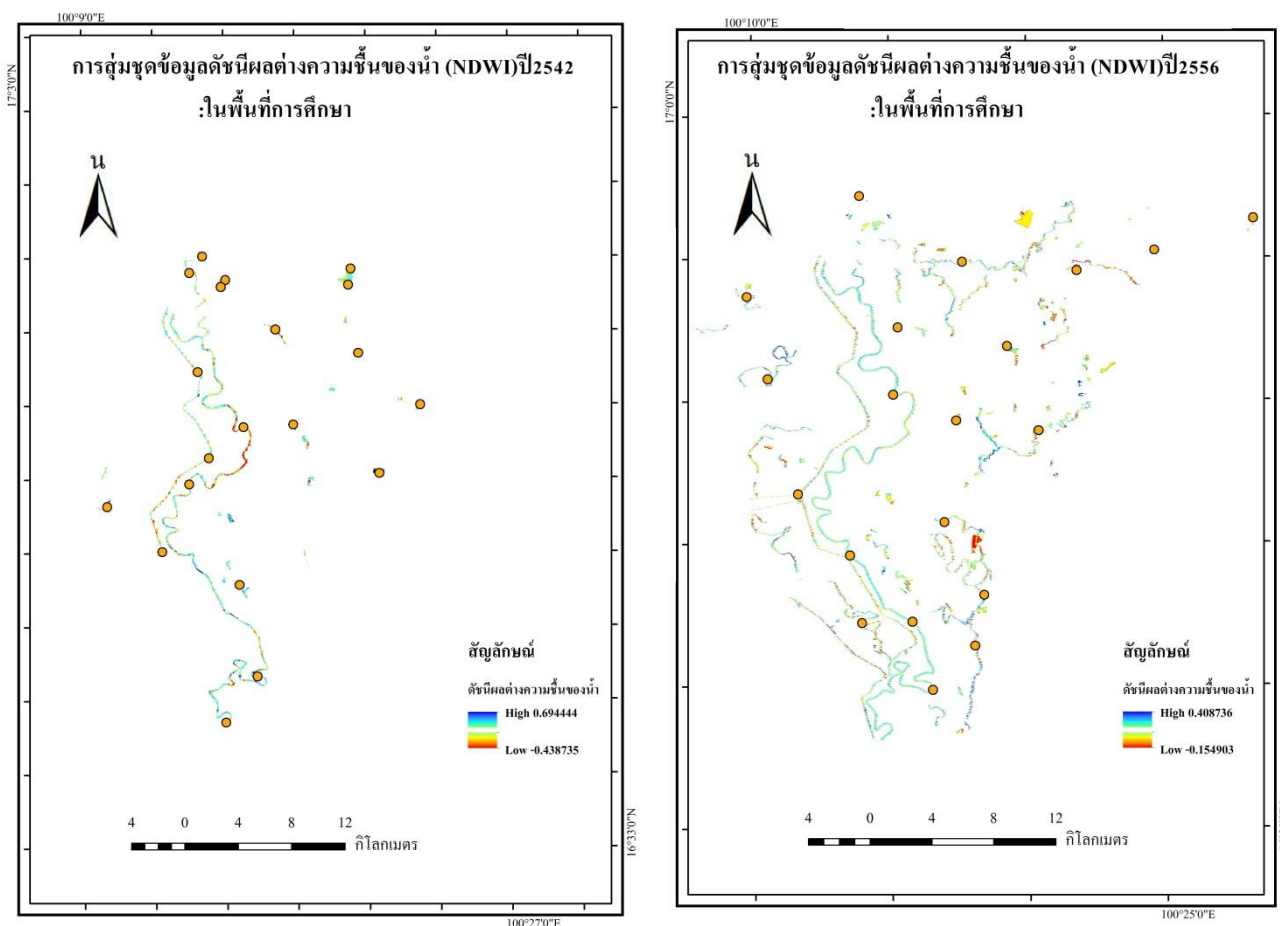 100°9'0"E
17°3'0"N
การสุ่มชุดข้อมูลดัชนีผลต่างความชื้นของน้ำ (NDWI)ปี2542
:ในพื้นที่การศึกษา
น
สัญลักษณ์
ดัชนีผลต่างความชื้นของน้ำ
High 0.694444
Low -0.438735
4 0 4 8 12
กิโลกเมตร
16°33'0"N
100°27'0"E
100°10'0"E
17°0'0"N
การสุ่มชุดข้อมูลดัชนีผลต่างความชื้นของน้ำ (NDWI)ปี2556
:ในพื้นที่การศึกษา
น
สัญลักษณ์
ดัชนีผลต่างความชื้นของน้ำ
High 0.408736
Low -0.154903
4 0 4 8 12
กิโลกเมตร
100°25'0"E